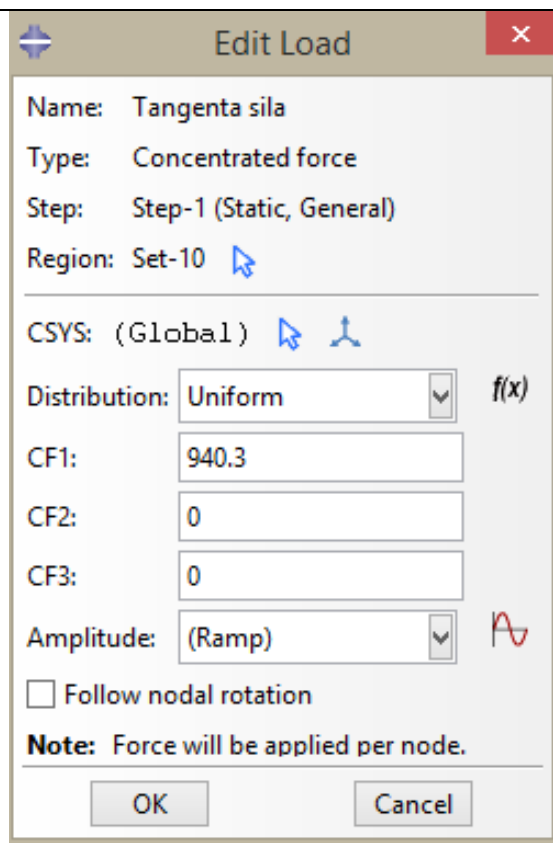 Edit Load
Name: Tangenta sila
Type: Concentrated force
Step: Step-1 (Static, General)
Region: Set-10
CSYS: (Global)
Distribution: Uniform f(x)
CF1: 940.3
CF2: 0
CF3: 0
Amplitude: (Ramp)
Follow nodal rotation
Note: Force will be applied per node.
OK Cancel